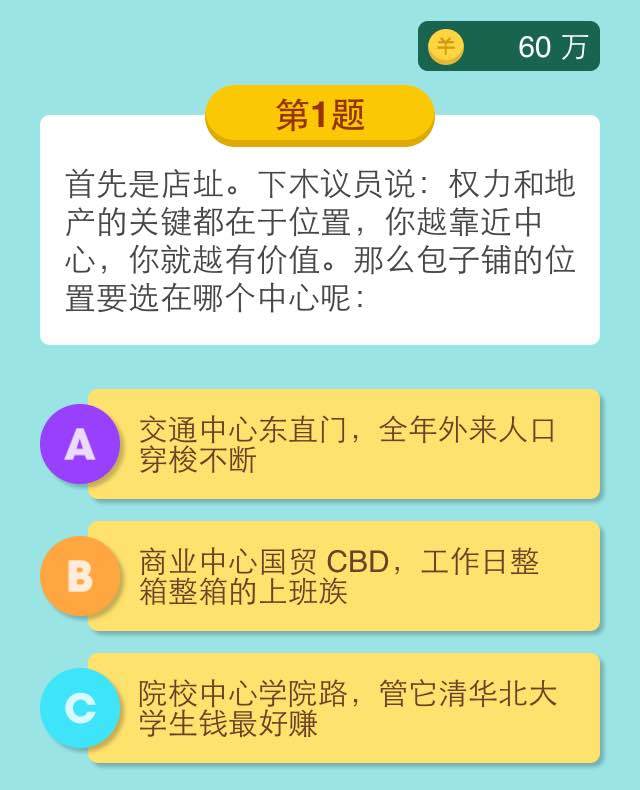 60 万
第1题
首先是店址。下木议员说：权力和地
产的关键都在于位置，你越靠近中
心，你就越有价值。那么包子铺的位
置要选在哪个中心呢：
A
交通中心东直门，全年外来人口
穿梭不断
B
商业中心国贸 CBD，工作日整
箱整箱的上班族
C
院校中心学院路，管它清华北大
学生钱最好赚